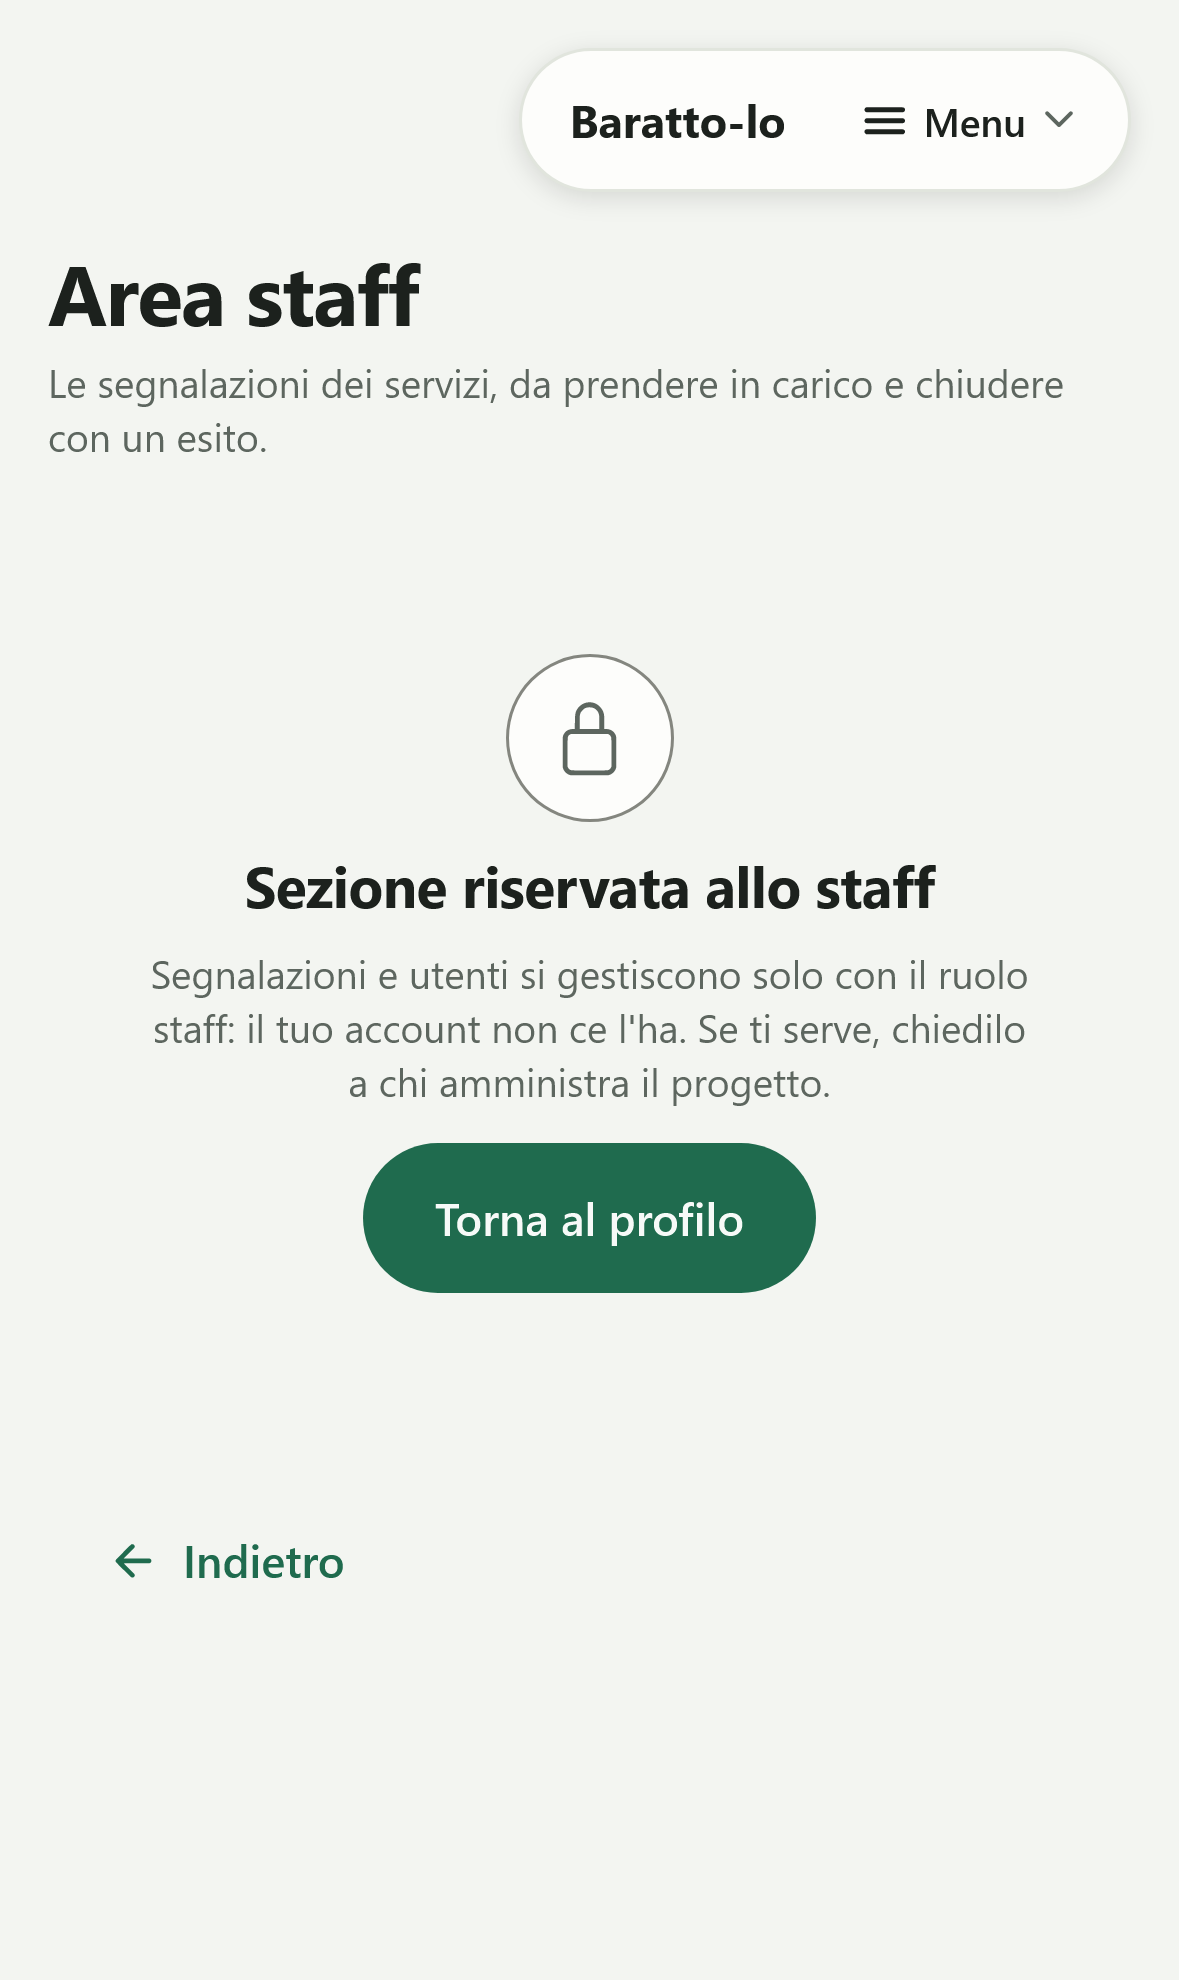 Baratto-lo
Menu
Area staff
Le segnalazioni dei servizi, da prendere in carico e chiudere
con un esito.
Sezione riservata allo staff
Segnalazioni e utenti si gestiscono solo con il ruolo
staff: il tuo account non ce l'ha. Se ti serve, chiedilo
a chi amministra il progetto.
Torna al profilo
Indietro